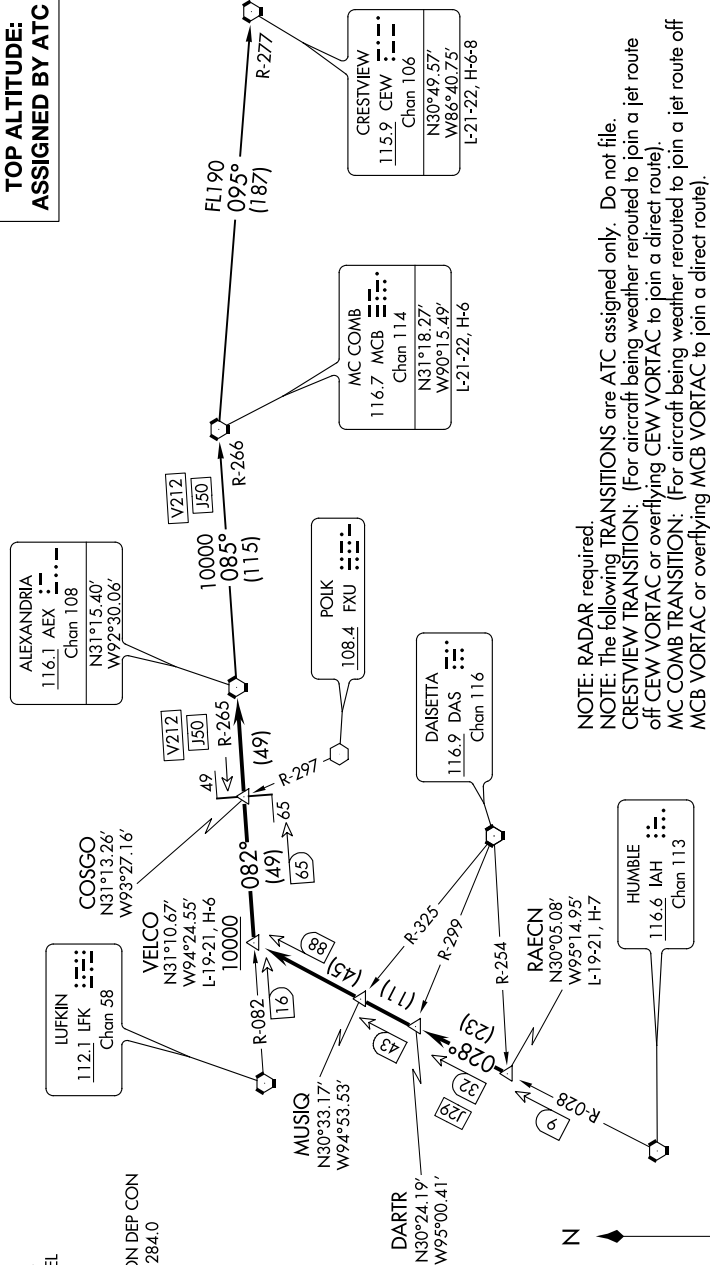 TOP ALTITUDE:
ASSIGNED BY ATC
EL
ON DEP CON
284.0
LUFKIN
112.1 LFK
Chan 58
ALEXANDRIA
116.1 AEX
Chan 108
N31°15.40'
W92°30.06'
COSGO
N31°13.26'
W93°27.16'
VELCO
N31°10.67'
W94°24.55'
L-19-21, H-6
10000
R-082
16
082°
(49)
65
65
49
V212
J50
R-265
(49)
R-297
POLK
108.4 FXU
V212
J50
10000
085°
(115)
R-266
MC COMB
116.7 MCB
Chan 114
N31°18.27'
W90°15.49'
L-21-22, H-6
FL190
095°
(187)
R-277
CRESTVIEW
115.9 CEW
Chan 106
N30°49.57'
W86°40.75'
L-21-22, H-6-8
MUSIQ
N30°33.17'
W94°53.53'
88
(45)
(11)
43
DARTR
N30°24.19'
W95°00.41'
R-325
R-299
R-254
DAISETTA
116.9 DAS
Chan 116
028°
(23)
32
J29
RAECN
N30°05.08'
W95°14.95'
L-19-21, H-7
9
R-028
HUMBLE
116.6 IAH
Chan 113
N
NOTE: RADAR required.
NOTE: The following TRANSITIONS are ATC assigned only. Do not file.
CRESTVIEW TRANSITION: (For aircraft being weather rerouted to join a jet route
off CEW VORTAC or overflying CEW VORTAC to join a direct route).
MC COMB TRANSITION: (For aircraft being weather rerouted to join a jet route off
MCB VORTAC or overflying MCB VORTAC to join a direct route).